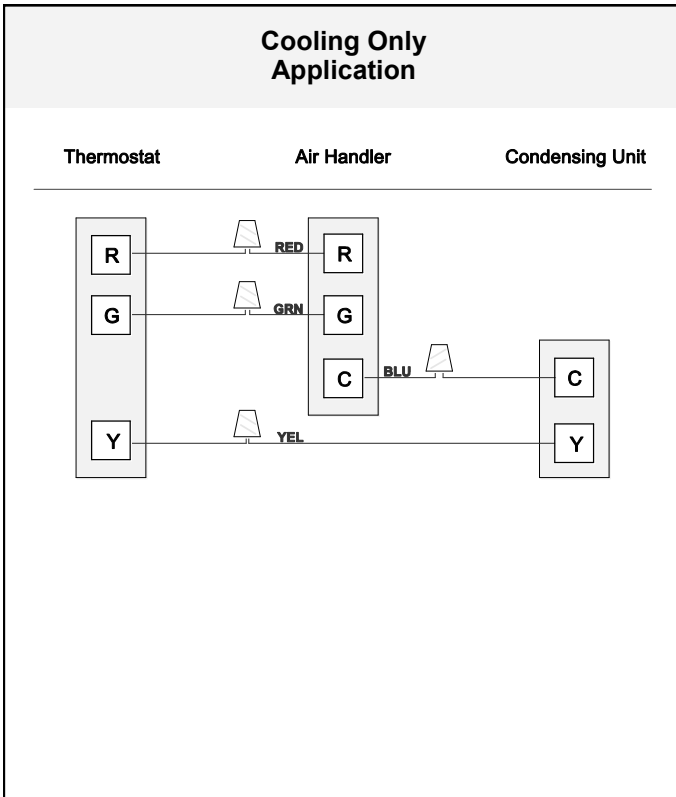 Cooling Only
Application
Thermostat Air Handler Condensing Unit
R RED R
G GRN G
C BLU C
Y YEL Y